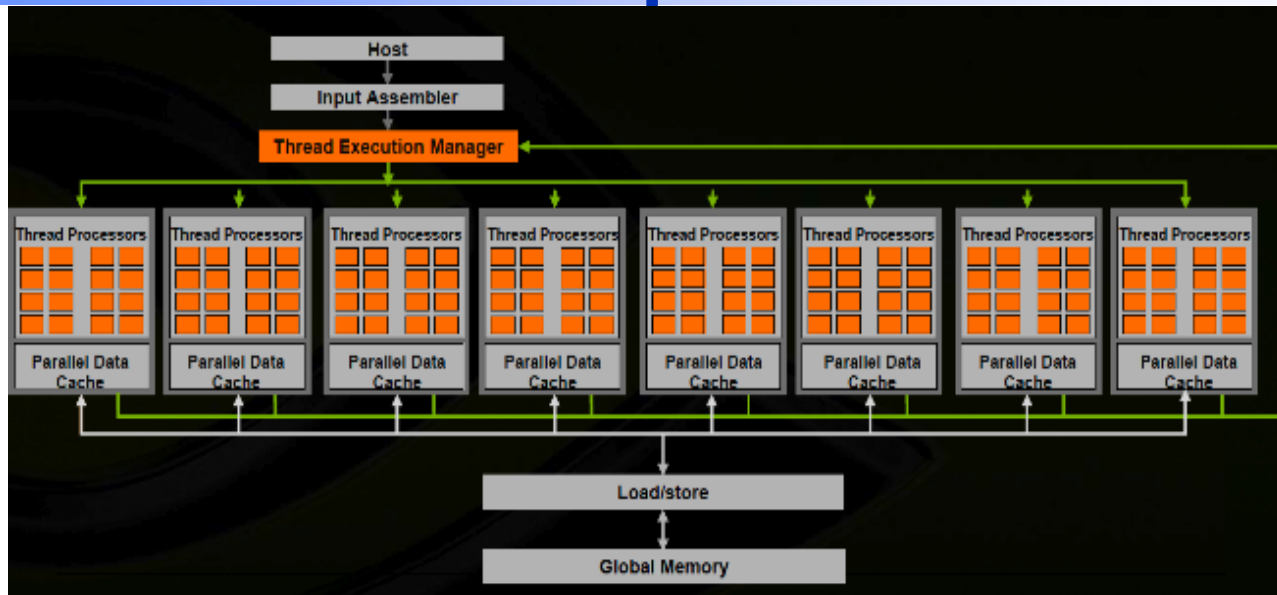 Host
Input Assembler
Thread Execution Manager
Thread Processors
Thread Processors
Thread Processors
Thread Processors
Thread Processors
Thread Processors
Thread Processors
Thread Processors
Parallel Data
Cache
Parallel Data
Cache
Parallel Data
Cache
Parallel Data
Cache
Parallel Data
Cache
Parallel Data
Cache
Parallel Data
Cache
Parallel Data
Cache
Load/store
Global Memory